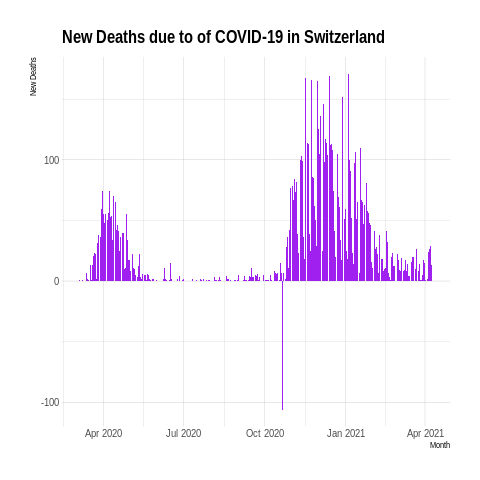 New Deaths due to of COVID-19 in Switzerland
New Deaths
100
0
-100
Apr 2020
Jul 2020
Oct 2020
Jan 2021
Apr 2021
Month